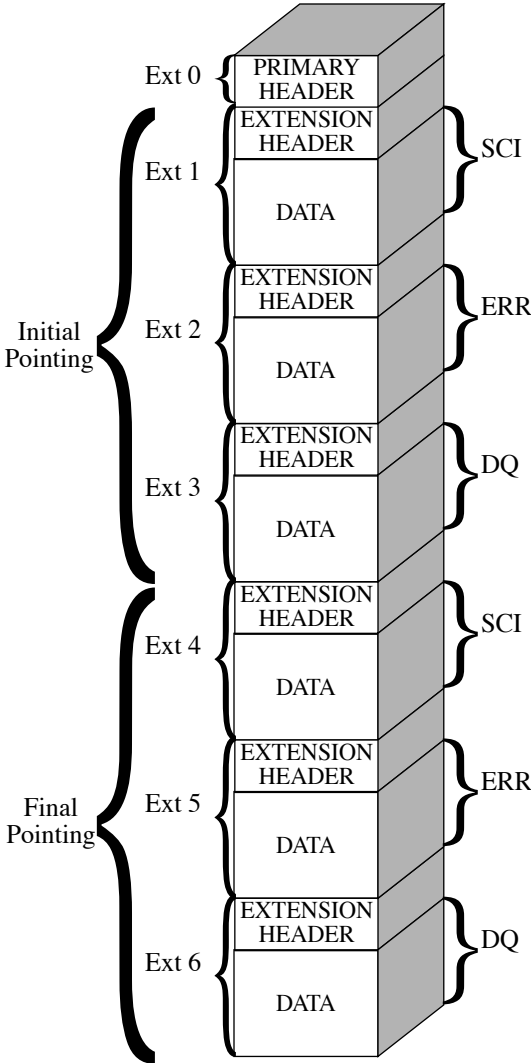 Ext 0
PRIMARY
HEADER
Initial
Pointing
Ext 1
EXTENSION
HEADER
DATA
SCI
Ext 2
EXTENSION
HEADER
DATA
ERR
Ext 3
EXTENSION
HEADER
DATA
DQ
Final
Pointing
Ext 4
EXTENSION
HEADER
DATA
SCI
Ext 5
EXTENSION
HEADER
DATA
ERR
Ext 6
EXTENSION
HEADER
DATA
DQ